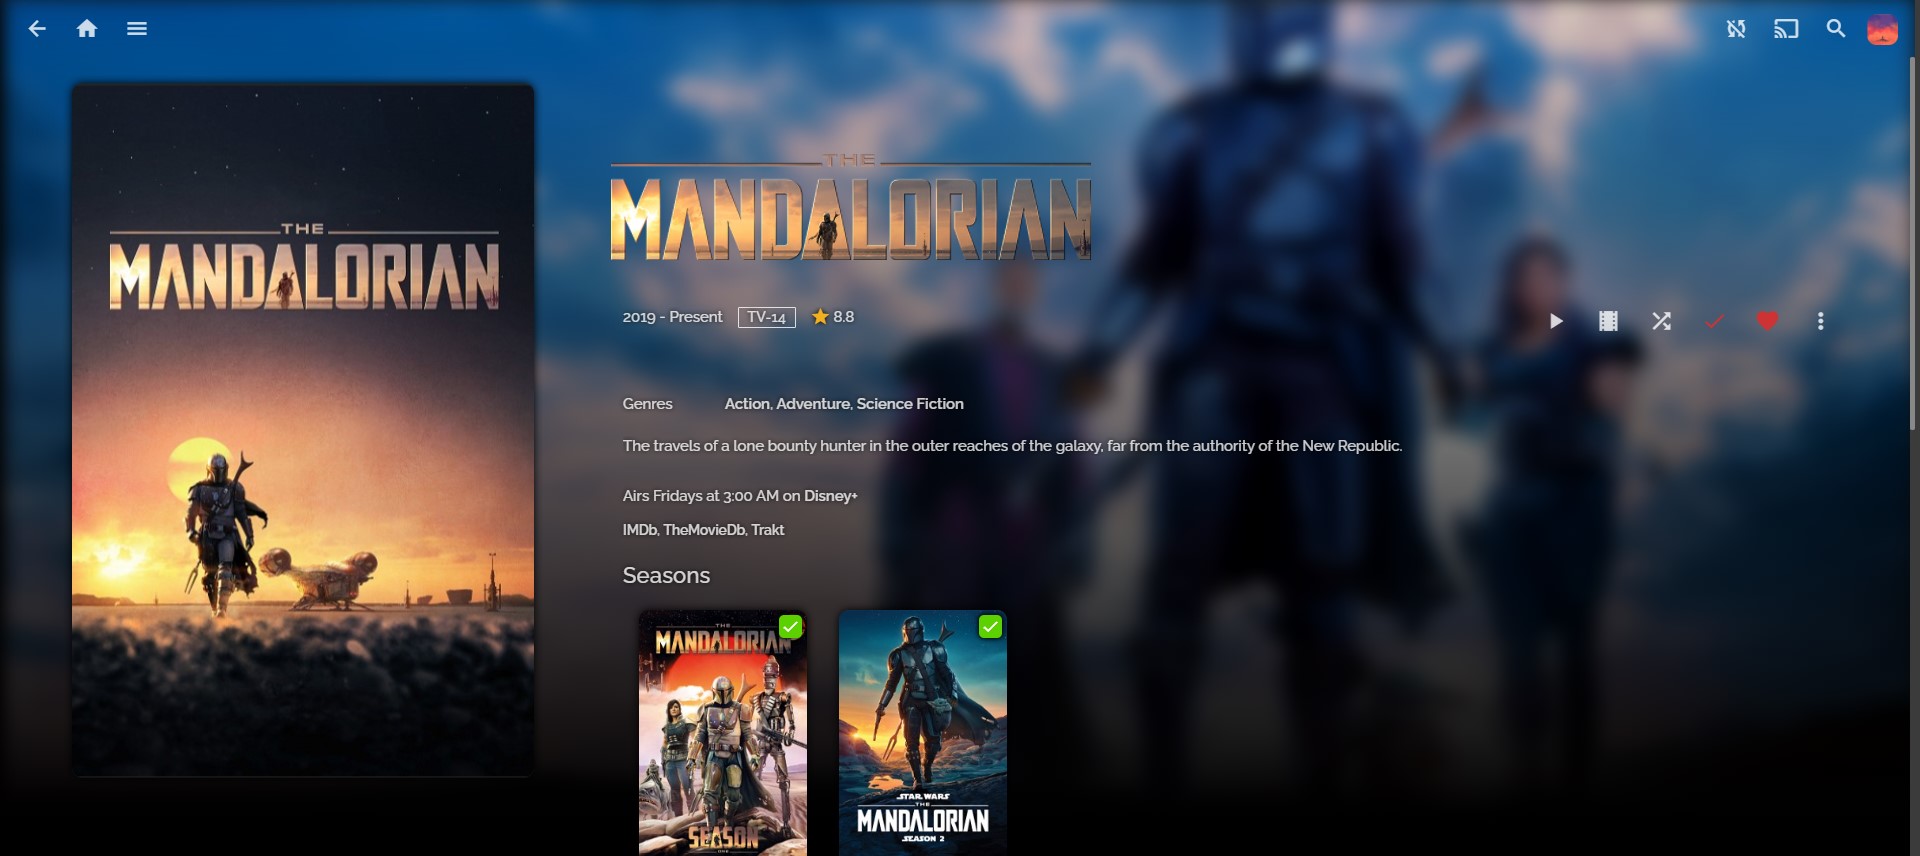 THE
MANDALORIAN
THE
MANDALORIAN
2019 - Present TV-14 8.8
Genres Action, Adventure, Science Fiction
The travels of a lone bounty hunter in the outer reaches of the galaxy, far from the authority of the New Republic.
Airs Fridays at 3:00 AM on Disney+
IMDb, TheMovieDb, Trakt
Seasons
THE
MANDALORIAN
SEASON
ONE
STAR WARS
THE
MANDALORIAN
SEASON 2